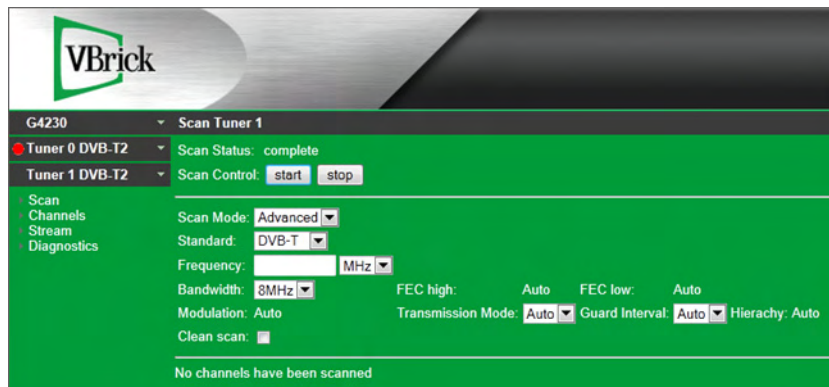 VBrick
G4230
Scan Tuner 1
Tuner 0 DVB-T2
Scan Status: complete
Tuner 1 DVB-T2
Scan Control: start stop
Scan
Channels
Stream
Diagnostics
Scan Mode: Advanced
Standard: DVB-T
Frequency: MHz
Bandwidth: 8MHz FEC high: Auto FEC low: Auto
Modulation: Auto Transmission Mode: Auto Guard Interval: Auto Hierachy: Auto
Clean scan:
No channels have been scanned